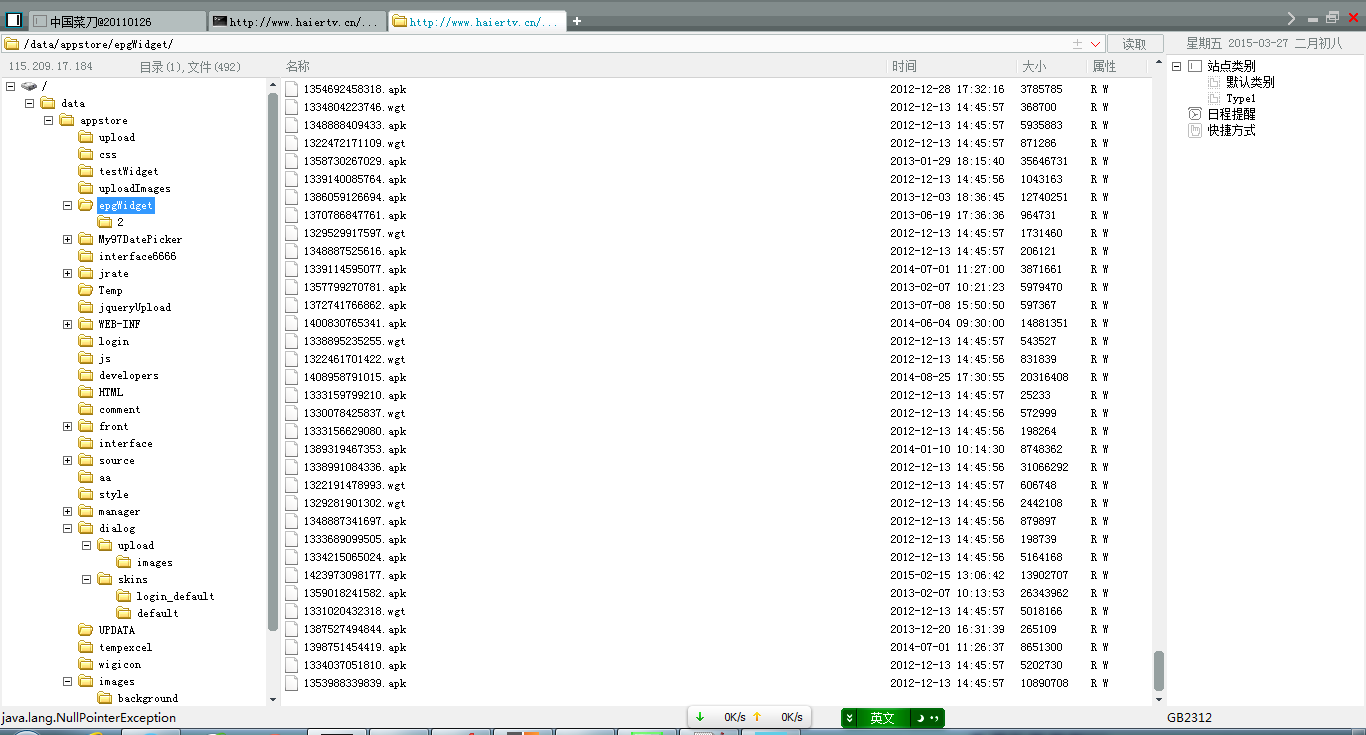 中国菜刀@20110126 http://www.haiertv.cn/... http://www.haiertv.cn/... +
/data/appstore/epgWidget/ 读取 星期五 2015-03-27 二月初八
115.209.17.184 目录(1),文件(492) 名称 时间 大小 属性
/
data
appstore
upload
css
testWidget
uploadImages
epgWidget
2
My97DatePicker
interface6666
jrate
Temp
jqueryUpload
WEB-INF
login
js
developers
HTML
comment
front
interface
source
aa
style
manager
dialog
upload
images
skins
login_default
default
UPDATA
tempexcel
wigicon
images
background
1354692458318.apk 2012-12-28 17:32:16 3785785 R W
1334804223746.wgt 2012-12-13 14:45:57 368700 R W
1348888409433.apk 2012-12-13 14:45:57 5935883 R W
1322472171109.wgt 2012-12-13 14:45:57 871286 R W
1358730267029.apk 2013-01-29 18:15:40 35646731 R W
1339140085764.apk 2012-12-13 14:45:56 1043163 R W
1386059126694.apk 2013-12-03 18:36:45 12740251 R W
1370786847761.apk 2013-06-19 17:36:36 964731 R W
1329529917597.wgt 2012-12-13 14:45:57 1731460 R W
1348887525616.apk 2012-12-13 14:45:57 206121 R W
1339114595077.apk 2014-07-01 11:27:00 3871661 R W
1357799270781.apk 2013-02-07 10:21:23 5979470 R W
1372741766862.apk 2013-07-08 15:50:50 597367 R W
1400830765341.apk 2014-06-04 09:30:00 14881351 R W
1338895235255.wgt 2012-12-13 14:45:57 543527 R W
1322461701422.wgt 2012-12-13 14:45:56 831839 R W
1408958791015.apk 2014-08-25 17:30:55 20316408 R W
1333159799210.apk 2012-12-13 14:45:57 25233 R W
1330078425837.wgt 2012-12-13 14:45:56 572999 R W
1333156629080.apk 2012-12-13 14:45:56 198264 R W
1389319467353.apk 2014-01-10 10:14:30 8748362 R W
1338991084336.apk 2012-12-13 14:45:56 31066292 R W
1322191478993.wgt 2012-12-13 14:45:57 606748 R W
1329281901302.wgt 2012-12-13 14:45:56 2442108 R W
1348887341697.apk 2012-12-13 14:45:56 879897 R W
1333689099505.apk 2012-12-13 14:45:56 198739 R W
1334215065024.apk 2012-12-13 14:45:56 5164168 R W
1423973098177.apk 2015-02-15 13:06:42 13902707 R W
1359018241582.apk 2013-02-07 10:13:53 26343962 R W
1331020432318.wgt 2012-12-13 14:45:57 5018166 R W
1387527494844.apk 2013-12-20 16:31:39 265109 R W
1398751454419.apk 2014-07-01 11:26:37 8651300 R W
1334037051810.apk 2012-12-13 14:45:57 5202730 R W
1353988339839.apk 2012-12-13 14:45:57 10890708 R W
站点类别
默认类别
Type1
日程提醒
快捷方式
java.lang.NullPointerException 0K/s 0K/s 英文 GB2312